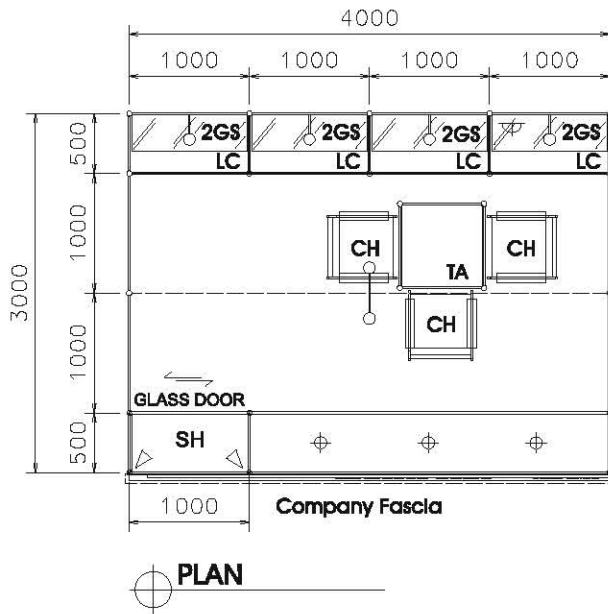 4000
1000 1000 1000 1000
2GS 2GS 2GS 2GS
LC LC LC LC
500
1000
3000
CH CH
TA
CH
1000
GLASS DOOR
SH
500
1000
Company Fascia
PLAN